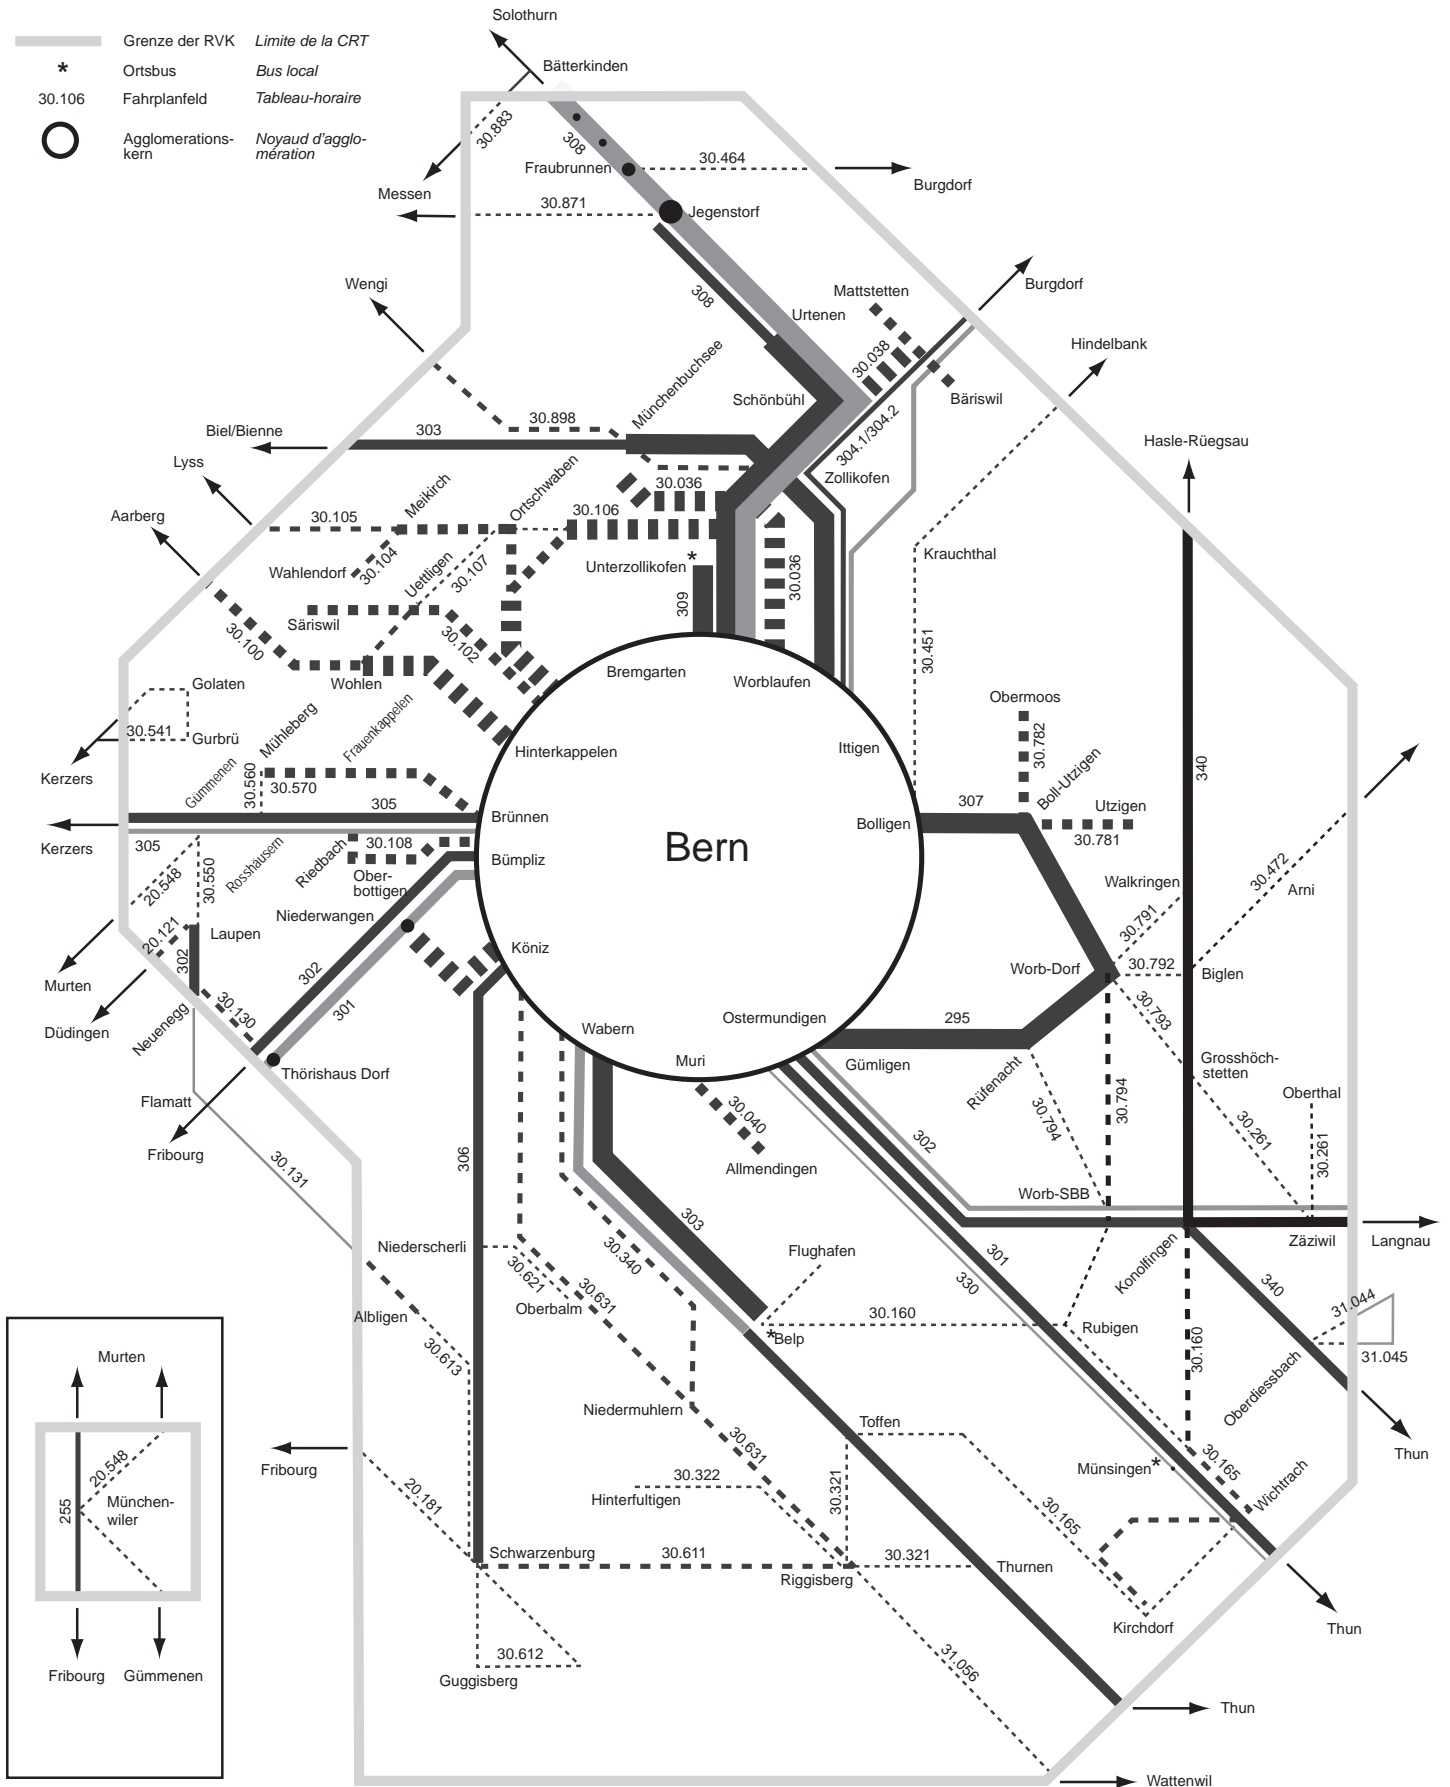 Solothurn
Grenze der RVK Limite de la CRT
* Ortsbus Bus local
30.106 Fahrplanfeld Tableau-horaire
Agglomerations-
kern
Noyaud d'agglo-
mération
Bätterkinden
30.883
308
Fraubrunnen
30.464
Burgdorf
Messen
30.871
Jegenstorf
Wengi
308
Mattstetten
Burgdorf
Urtenen
30.038
Hindelbank
Münchenbuchsee
Schönbühl
Bäriswil
30.898
Biel/Bienne
303
304.1/304.2
Hasle-Rüegsau
Lyss
Meikirch
Ortschwaben
30.036
Zollikofen
Aarberg
30.105
30.106
Wahlendorf
30.104
Uettligen
30.107
Unterzollikofen
*
30.036
Krauchthal
309
Säriswil
30.100
30.102
30.451
Bremgarten
Worblaufen
Golaten
Wohlen
Obermoos
30.541
Gurbrü
Mühleberg
Frauenkappelen
Hinterkappelen
Ittigen
30.782
Boll-Utzigen
340
Kerzers
Gümmenen
30.560
30.570
305
Brünnen
Bern
Bolligen
307
Utzigen
30.781
Kerzers
305
Rosshäusern
Riedbach
30.108
Bümpliz
20.548
30.550
Ober-
bottigen
Walkringen
30.472
Arni
Niederwangen
30.791
20.121
Laupen
302
Köniz
Worb-Dorf
30.792
Biglen
Murten
302
301
Düdingen
Neuenegg
30.130
Wabern
Ostermundigen
295
30.793
Muri
Gümligen
Grosshöch-
stetten
Thörishaus Dorf
Rüfenacht
30.794
30.794
Oberthal
Flamatt
30.040
302
30.261
30.261
Fribourg
306
Allmendingen
30.131
Worb-SBB
303
Niederscherli
30.340
Flughafen
301
Konolfingen
Zäziwil
Langnau
30.621
30.631
Oberbalm
330
340
31.044
Albligen
30.160
Rubigen
*Belp
30.160
31.045
30.613
Oberdiessbach
Murten
Niedermuhlern
Toffen
Thun
Fribourg
30.631
30.165
Münsingen *
Wichtrach
20.548
30.322
20.181
Hinterfultigen
30.321
München-
wiler
255
30.165
Schwarzenburg
30.611
30.321
Riggisberg
Thurnen
Kirchdorf
Thun
30.612
31.056
Fribourg
Gümmenen
Guggisberg
Thun
Wattenwil